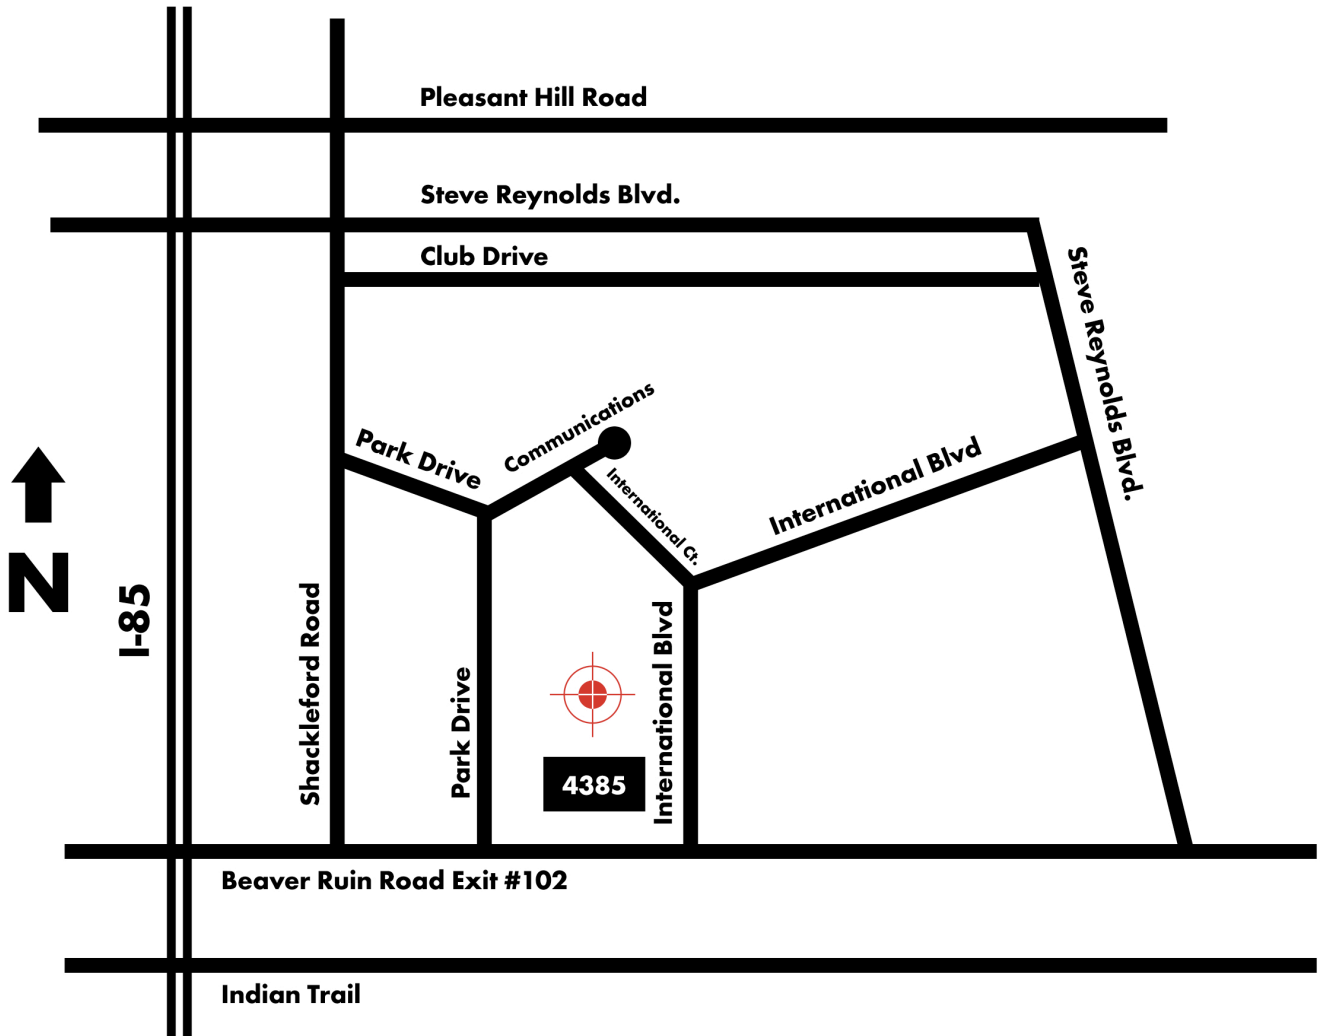 Pleasant Hill Road
Steve Reynolds Blvd.
Club Drive
Steve Reynolds Blvd.
Communications
Park Drive
International Ct.
International Blvd
N
I-85
Shackleford Road
Park Drive
International Blvd
4385
Beaver Ruin Road Exit #102
Indian Trail